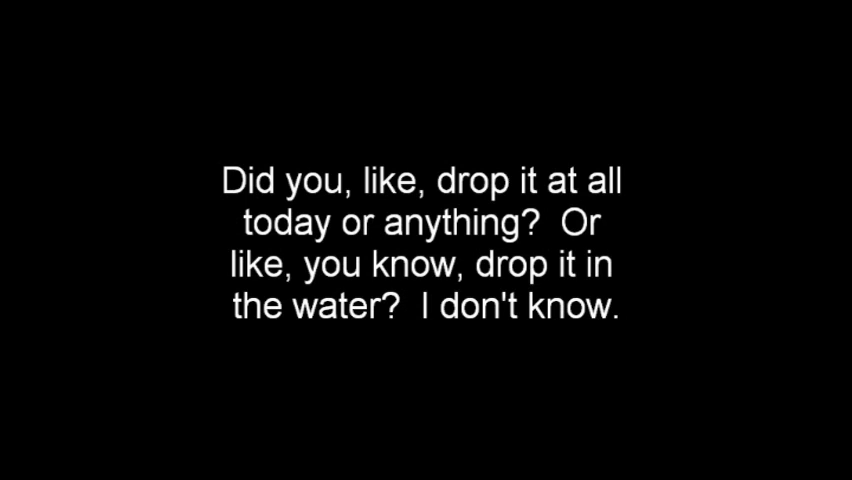 Did you, like, drop it at all
today or anything?  Or
like, you know, drop it in
the water?  I don't know.